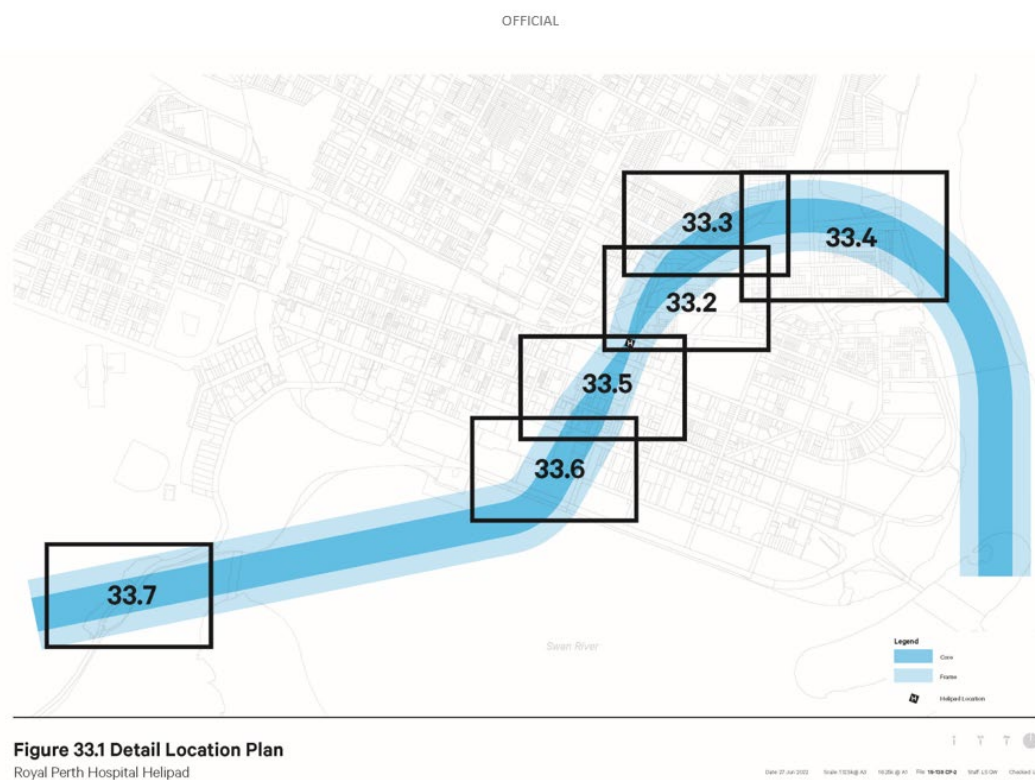 OFFICIAL
33.3
33.4
33.2
33.5
33.6
33.7
Swan River
Legend
Core
Frame
Helipad Location
Figure 33.1 Detail Location Plan
Royal Perth Hospital Helipad